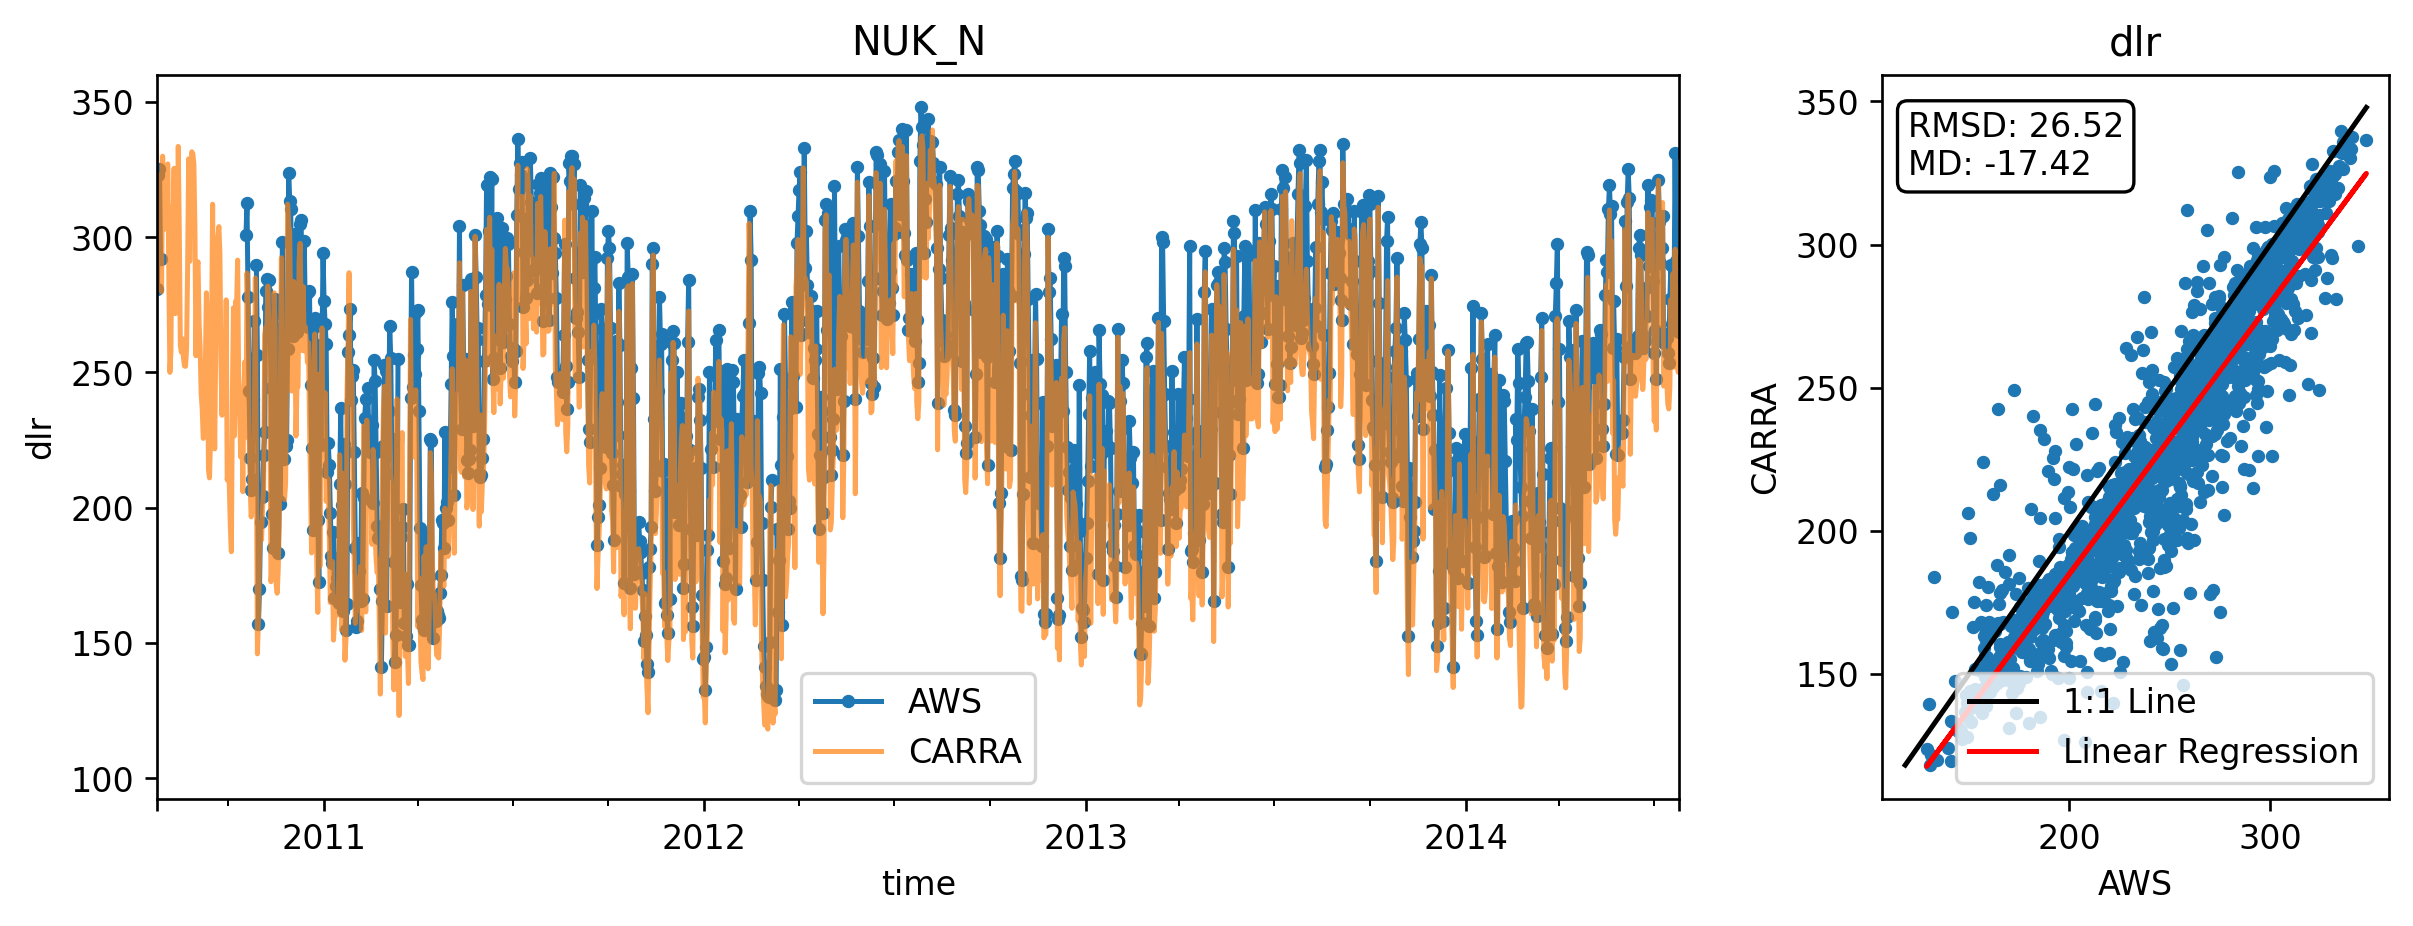 NUK_N
350
300
250
200
150
100
dlr
2011
2012
2013
2014
time
AWS
CARRA
dlr
RMSD: 26.52
MD: -17.42
350
300
250
200
150
CARRA
200
300
AWS
1:1 Line
Linear Regression